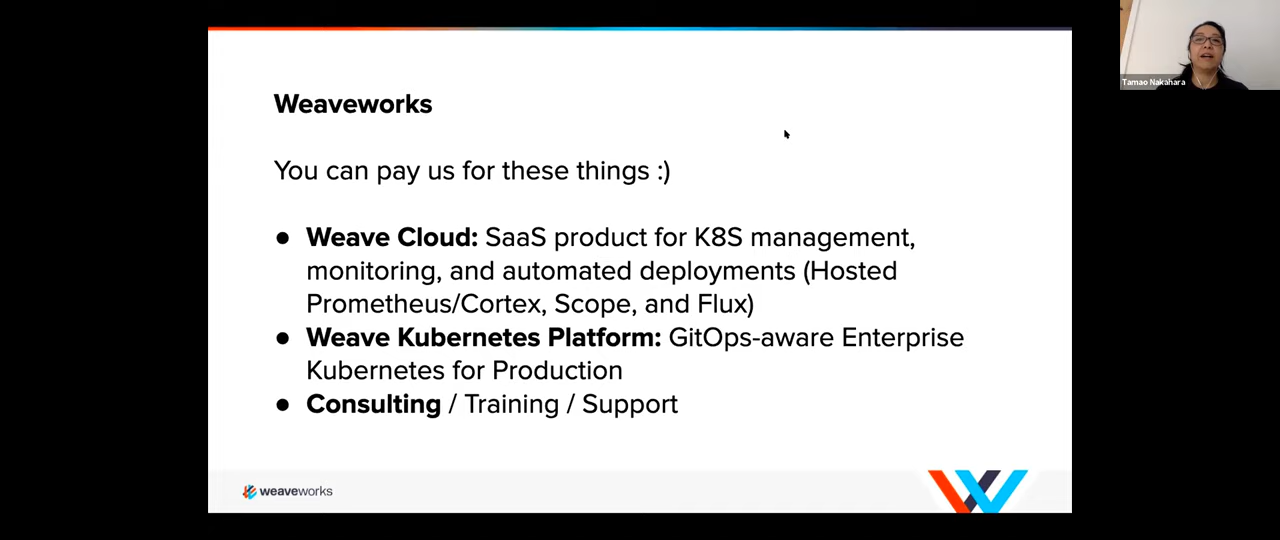 Weaveworks
You can pay us for these things :)
● Weave Cloud: SaaS product for K8S management,
monitoring, and automated deployments (Hosted
Prometheus/Cortex, Scope, and Flux)
● Weave Kubernetes Platform: GitOps-aware Enterprise
Kubernetes for Production
● Consulting / Training / Support
weaveworks
Tamao Nakahara